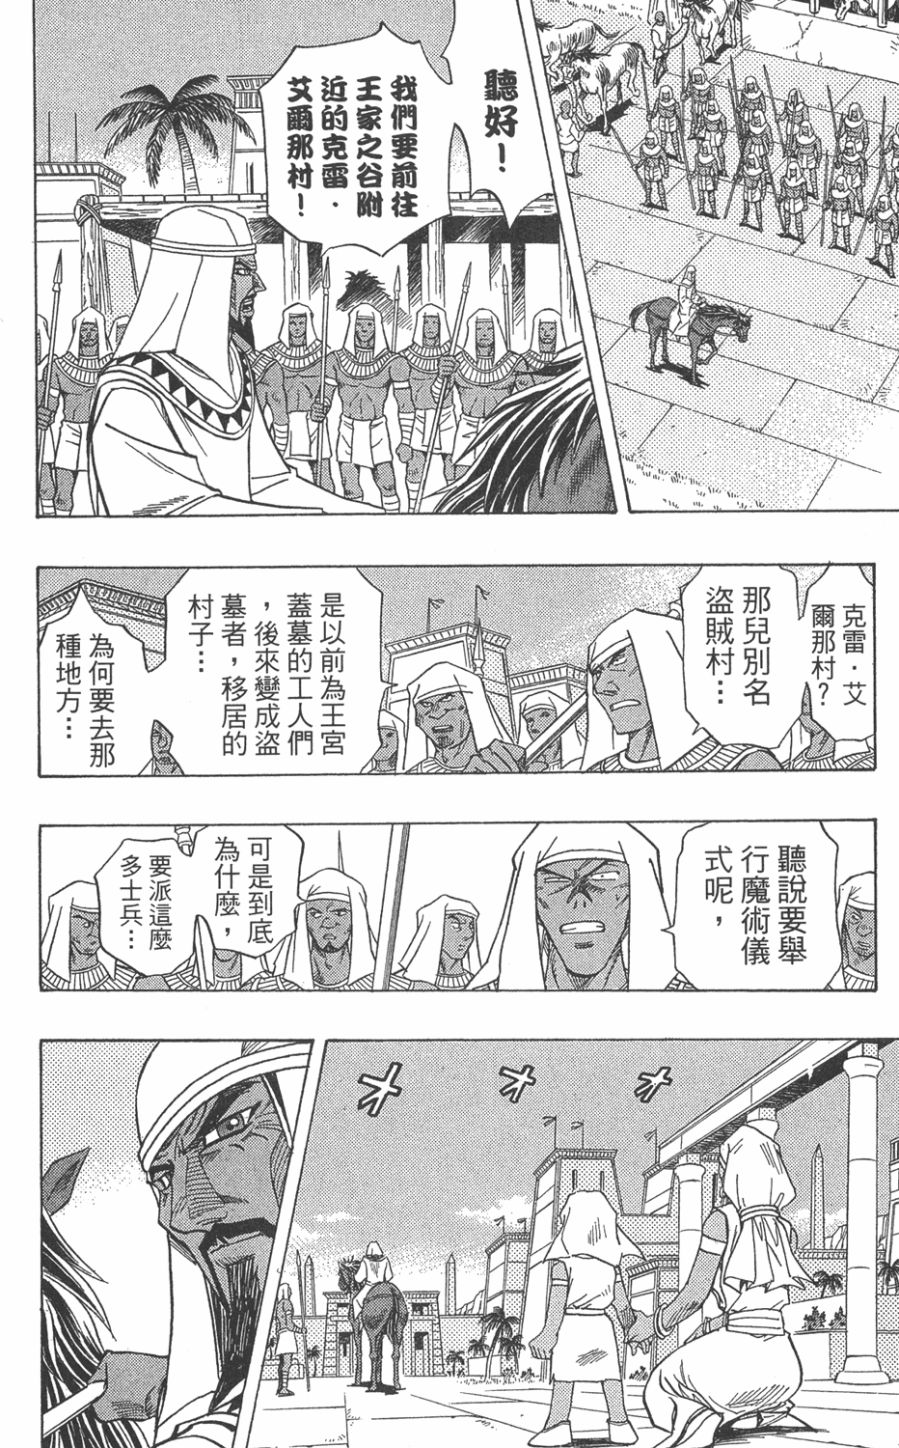 聽好！
我們要前往
王家之谷附
近的克雷．
艾爾那村！
克雷．艾
爾那村？
那兒別名
盜賊村…
是以前為王宮
蓋墓的工人們
，後來變成盜
墓者，移居的
村子…
為何要去那
種地方…
聽說要舉
行魔術儀
式呢，
可是到底
為什麼，
要派這麼
多士兵…
オ
オ
オ